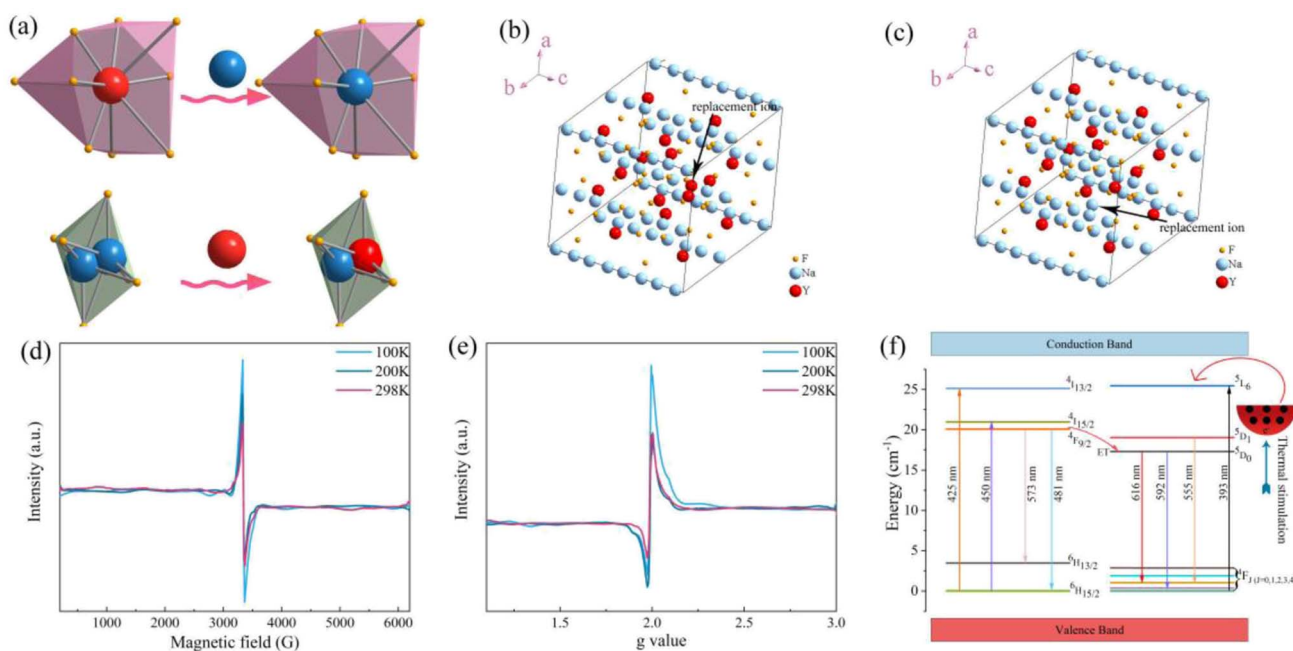 (a)
(b)
a
b
c
replacement ion
F
Na
Y
(c)
a
b
c
replacement ion
F
Na
Y
(d)
100K
200K
298K
Intensity (a.u.)
1000 2000 3000 4000 5000 6000
Magnetic field (G)
(e)
100K
200K
298K
Intensity (a.u.)
1.5 2.0 2.5 3.0
g value
(f)
Conduction Band
25
20
15
10
5
0
Energy (cm-1)
4I13/2
4I15/2
4F9/2
ET
425 nm
450 nm
573 nm
481 nm
6H13/2
6H15/2
5L6
5D1
5D0
616 nm
592 nm
555 nm
393 nm
FJ (J=0,1,2,3,4
Thermal stimulation
Valence Band